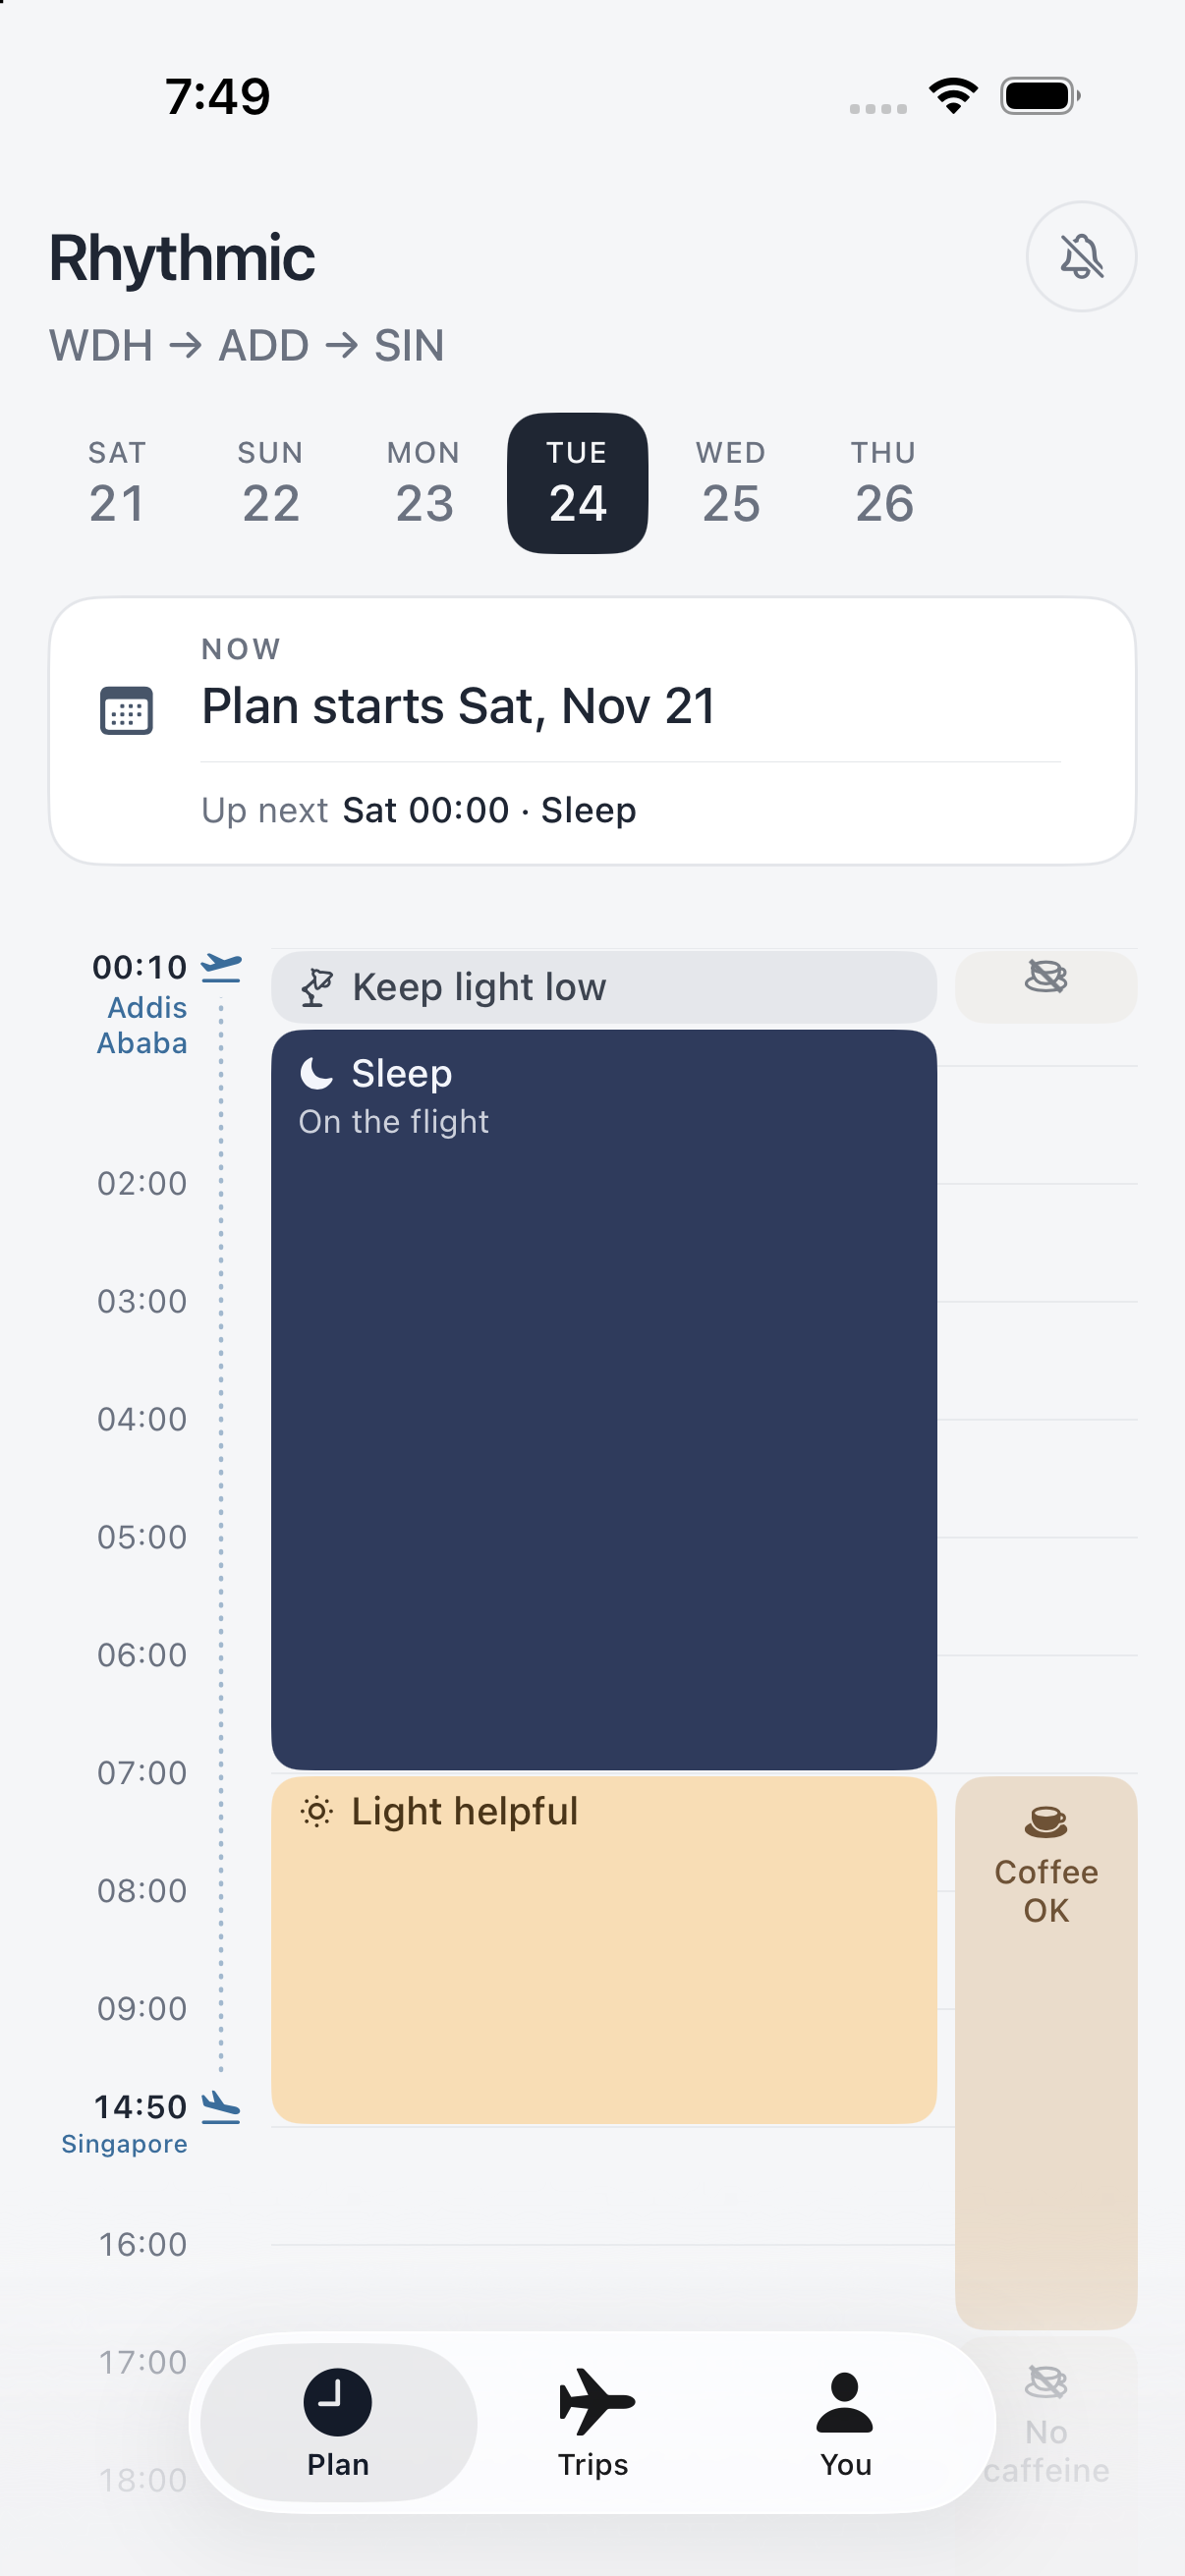 7:49
Rhythmic
WDH → ADD → SIN
SAT SUN MON TUE WED THU
21 22 23 24 25 26
NOW
Plan starts Sat, Nov 21
Up next Sat 00:00 · Sleep
00:10 Keep light low
Addis
Ababa
Sleep
On the flight
02:00
03:00
04:00
05:00
06:00
07:00
Light helpful
Coffee
OK
08:00
09:00
14:50
Singapore
16:00
17:00
No
caffeine
18:00
Plan Trips You